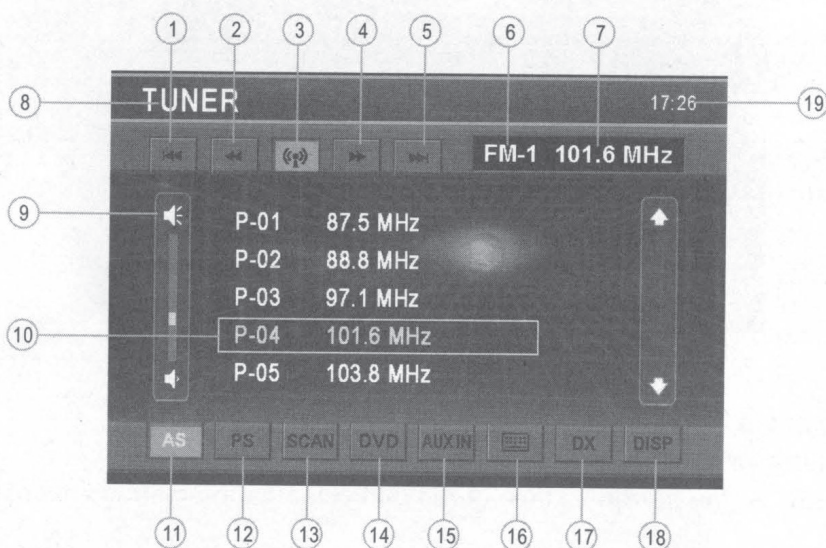 1 2 3 4 5 6 7
8 TUNER 17:26 19
FM-1 101.6 MHz
9
P-01 87.5 MHz
P-02 88.8 MHz
P-03 97.1 MHz
10 P-04 101.6 MHz
P-05 103.8 MHz
AS PS SCAN DVD AUX IN DX DISP
11 12 13 14 15 16 17 18